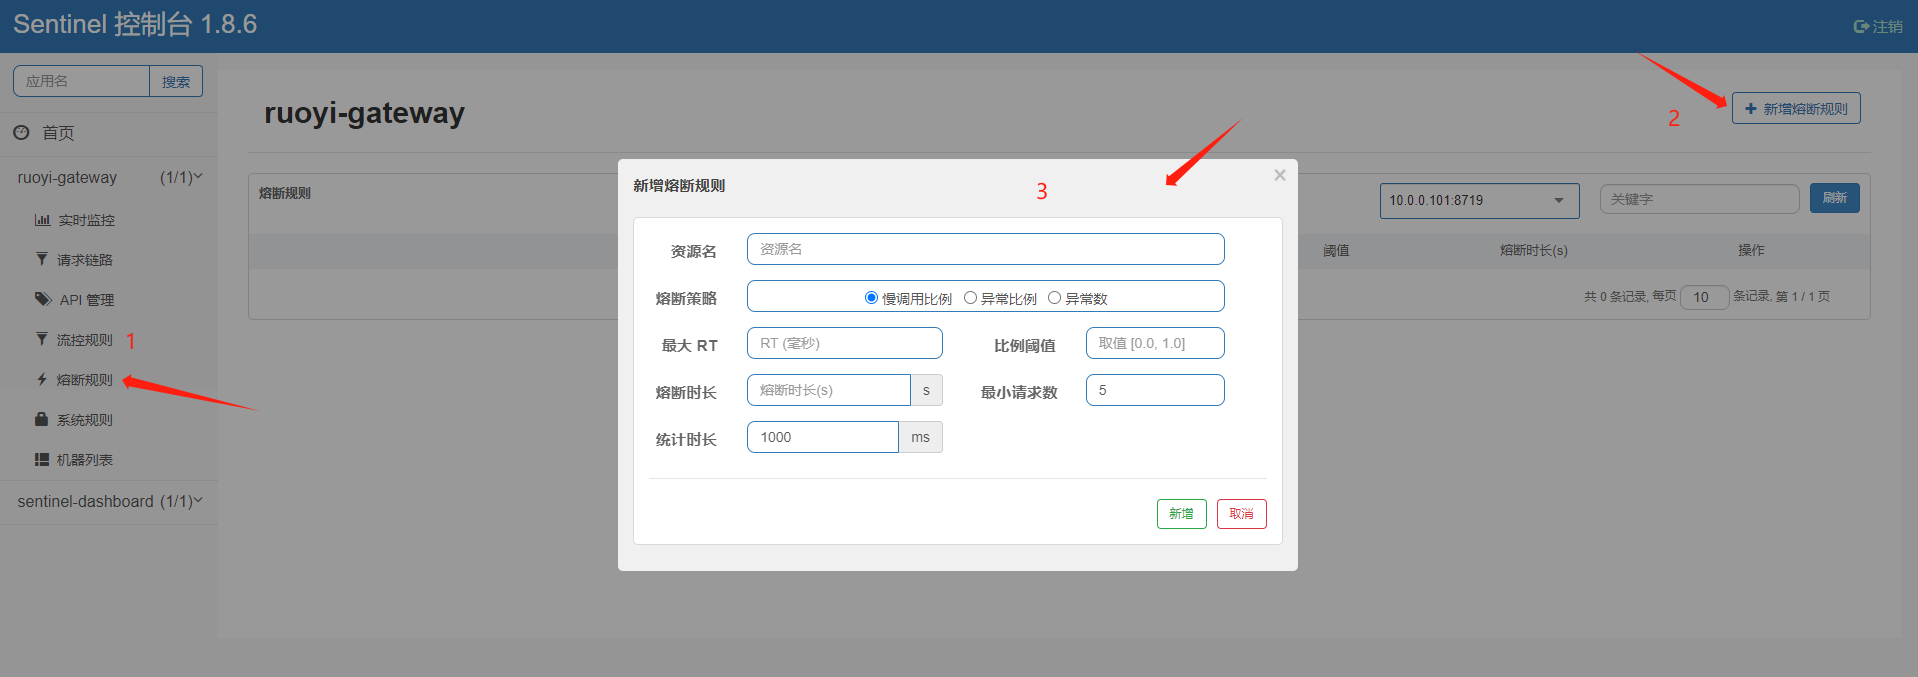 Sentinel 控制台 1.8.6
注销
应用名 搜索
首页
ruoyi-gateway (1/1)
实时监控
请求链路
API 管理
流控规则 1
熔断规则
系统规则
机器列表
sentinel-dashboard (1/1)
ruoyi-gateway
2 新增熔断规则
熔断规则
10.0.0.101:8719 关键字 刷新
阈值 熔断时长(s) 操作
共 0 条记录, 每页 10 条记录, 第 1 / 1 页
新增熔断规则 3 ×
资源名 资源名
熔断策略 慢调用比例 异常比例 异常数
最大 RT RT (毫秒) 比例阈值 取值 [0.0, 1.0]
熔断时长 熔断时长(s) s 最小请求数 5
统计时长 1000 ms
新增 取消